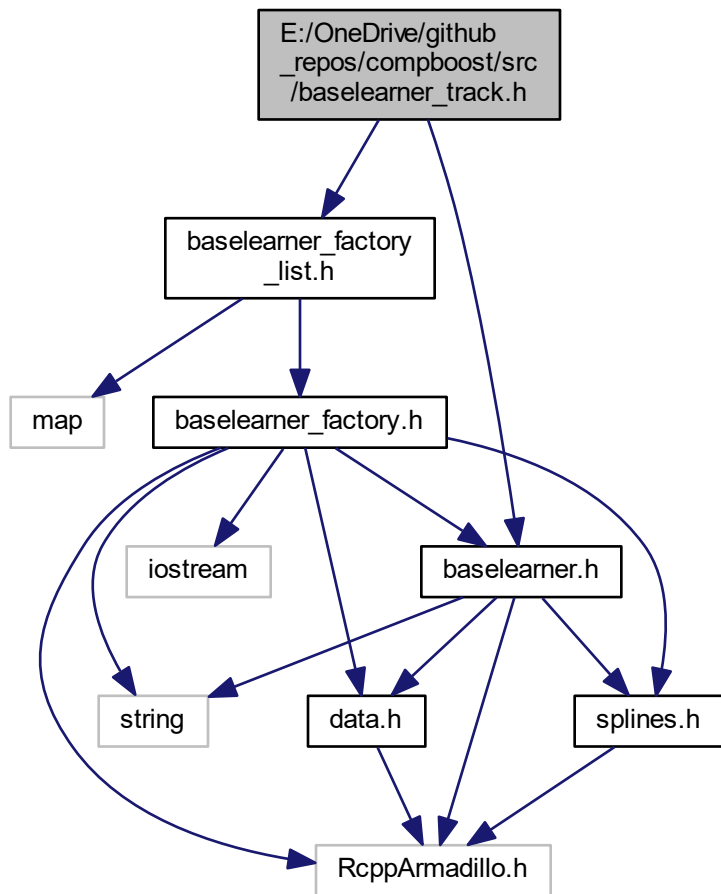 E:/OneDrive/github
_repos/compboost/src
/baselearner_track.h
baselearner_factory
_list.h
map
baselearner_factory.h
iostream
baselearner.h
string
data.h
splines.h
RcppArmadillo.h